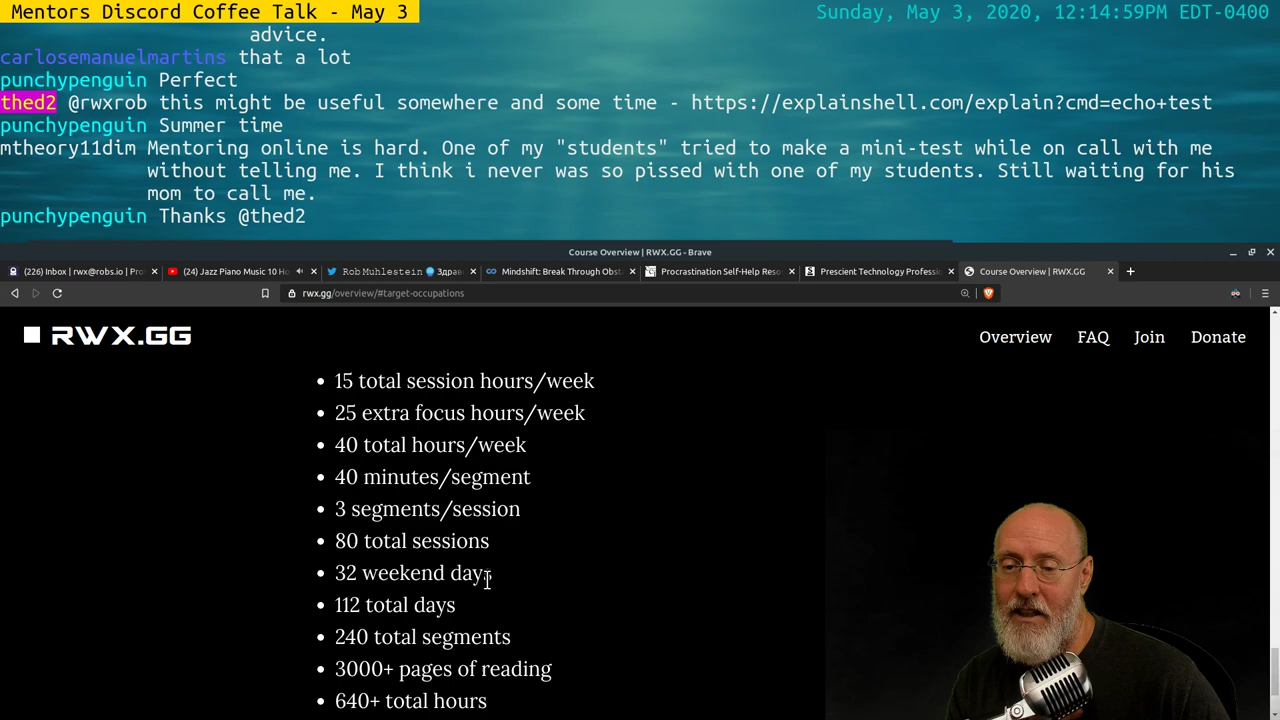 Mentors Discord Coffee Talk - May 3
Sunday, May 3, 2020, 12:14:59PM EDT-0400
advice.
carlosemanuelmartins that a lot
punchypenguin Perfect
thed2 @rwxrob this might be useful somewhere and some time - https://explainshell.com/explain?cmd=echo+test
punchypenguin Summer time
mtheory11dim Mentoring online is hard. One of my "students" tried to make a mini-test while on call with me
without telling me. I think i never was so pissed with one of my students. Still waiting for his
mom to call me.
punchypenguin Thanks @thed2
Course Overview | RWX.GG - Brave
(226) Inbox | rwx@robs.io | Pro
(24) Jazz Piano Music 10 Ho
Rob Muhlestein Здрав
Mindshift: Break Through Obst
Procrastination Self-Help Reso
Prescient Technology Professio
Course Overview | RWX.GG
rwx.gg/overview/#target-occupations
RWX.GG
Overview FAQ Join Donate
• 15 total session hours/week
• 25 extra focus hours/week
• 40 total hours/week
• 40 minutes/segment
• 3 segments/session
• 80 total sessions
• 32 weekend days
• 112 total days
• 240 total segments
• 3000+ pages of reading
• 640+ total hours